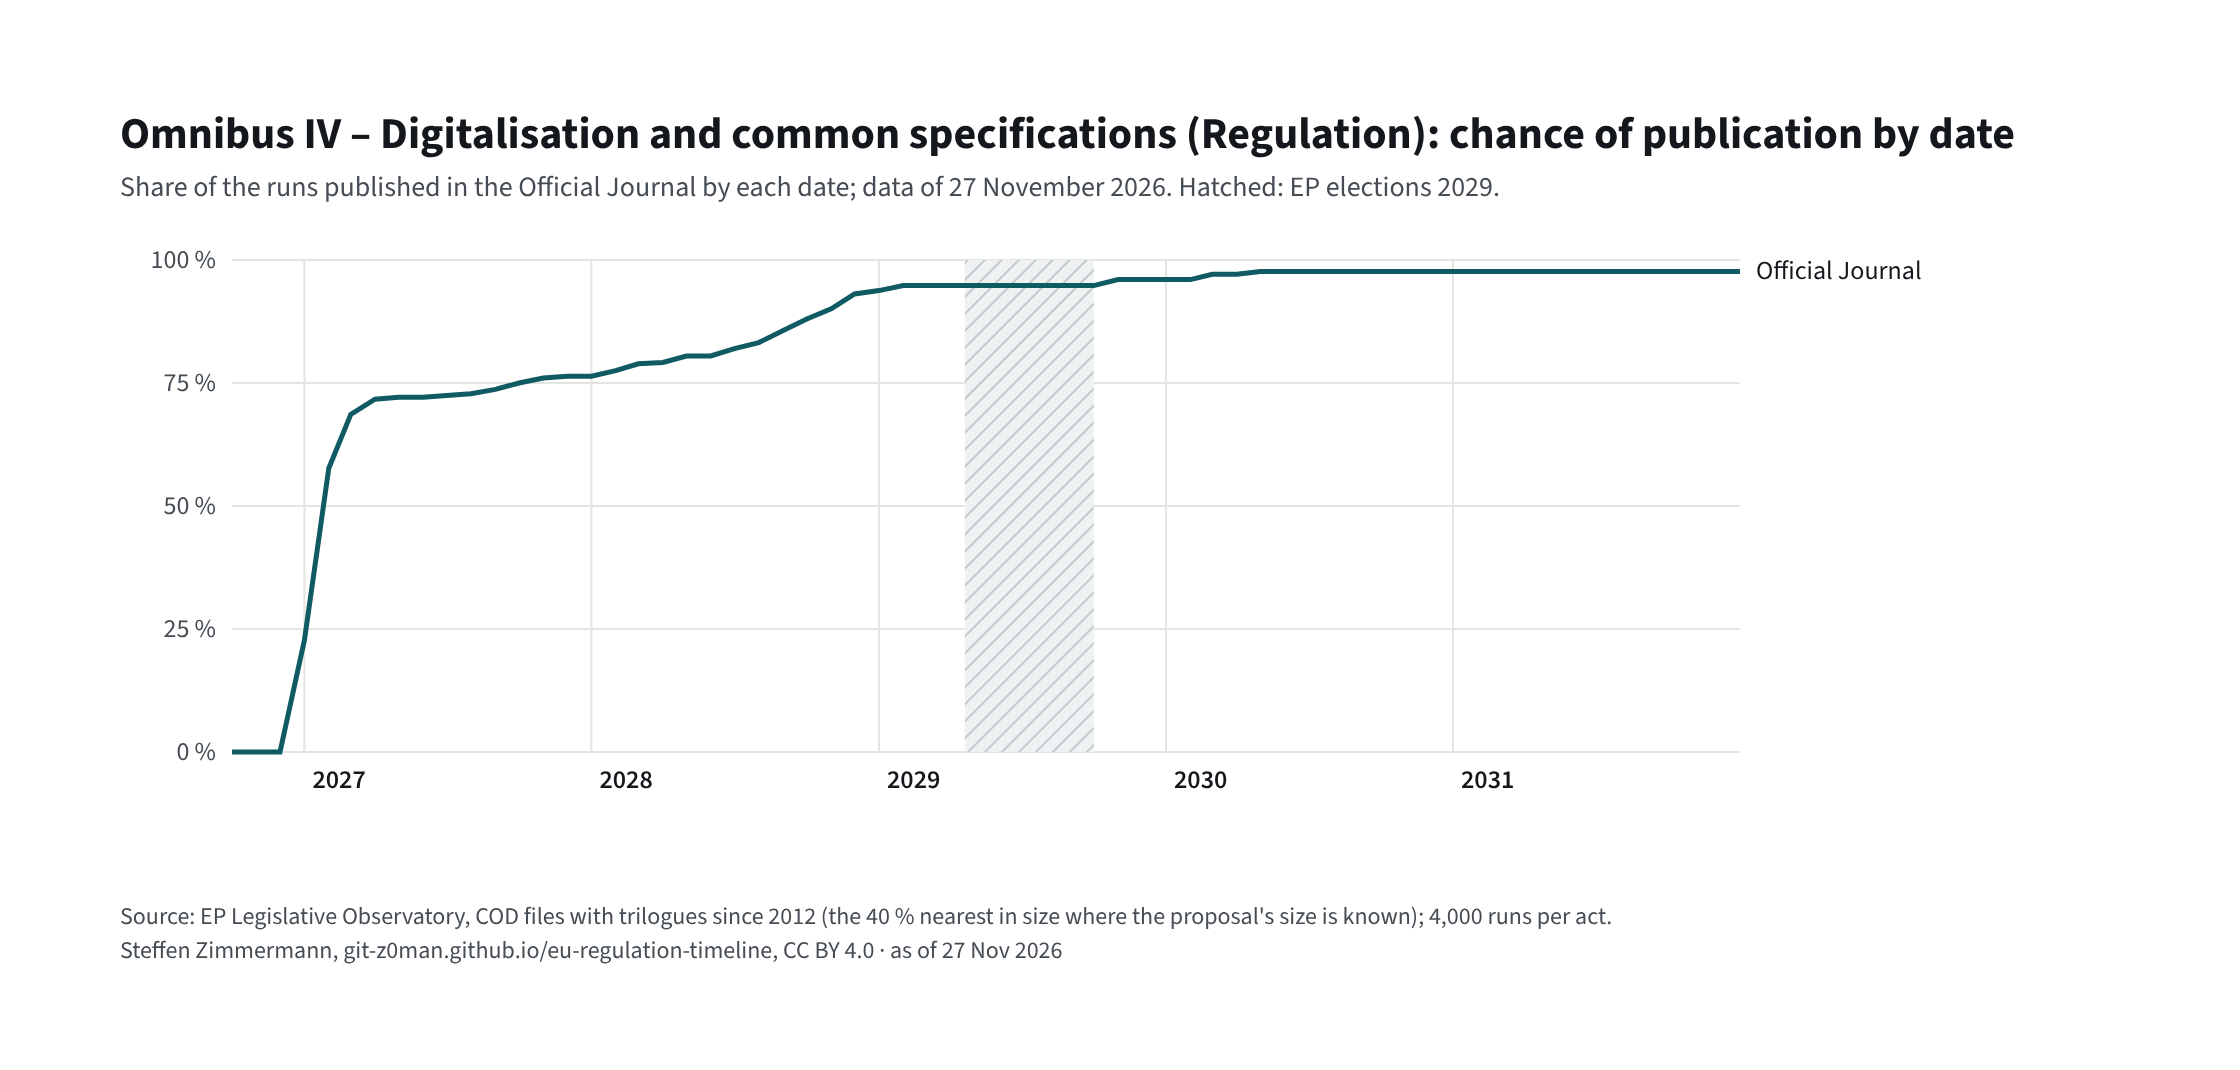 Omnibus IV – Digitalisation and common specifications (Regulation): chance of publication by date
Share of the runs published in the Official Journal by each date; data of 27 November 2026. Hatched: EP elections 2029.
100 %
Official Journal
75 %
50 %
25 %
0 %
2027 2028 2029 2030 2031
Source: EP Legislative Observatory, COD files with trilogues since 2012 (the 40 % nearest in size where the proposal's size is known); 4,000 runs per act.
Steffen Zimmermann, git-z0man.github.io/eu-regulation-timeline, CC BY 4.0 · as of 27 Nov 2026